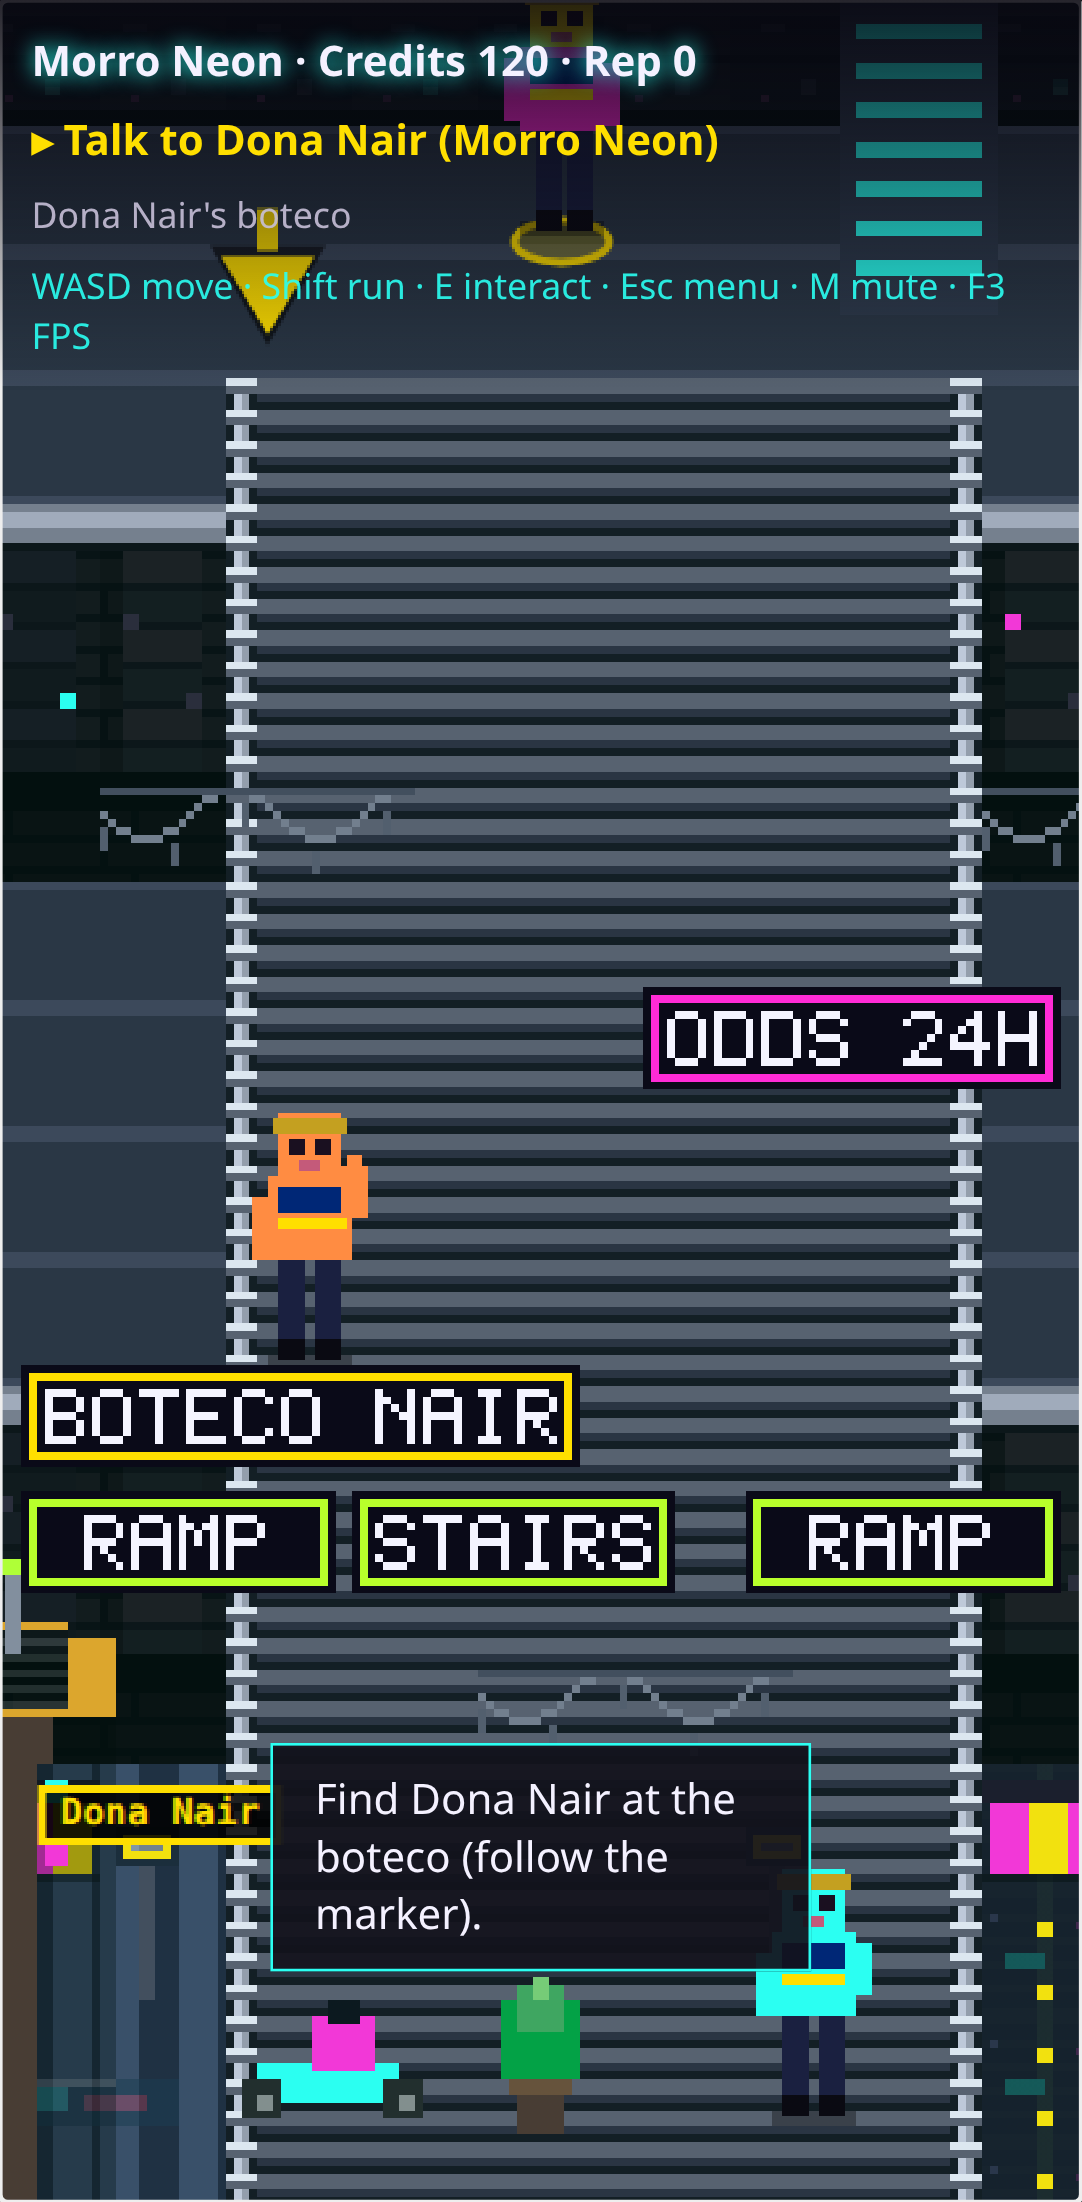 Morro Neon · Credits 120 · Rep 0
▸ Talk to Dona Nair (Morro Neon)
Dona Nair's boteco
WASD move · Shift run · E interact · Esc menu · M mute · F3
FPS
ODDS 24H
BOTECO NAIR
RAMP
STAIRS
RAMP
Dona Nair
Find Dona Nair at the
boteco (follow the
marker).